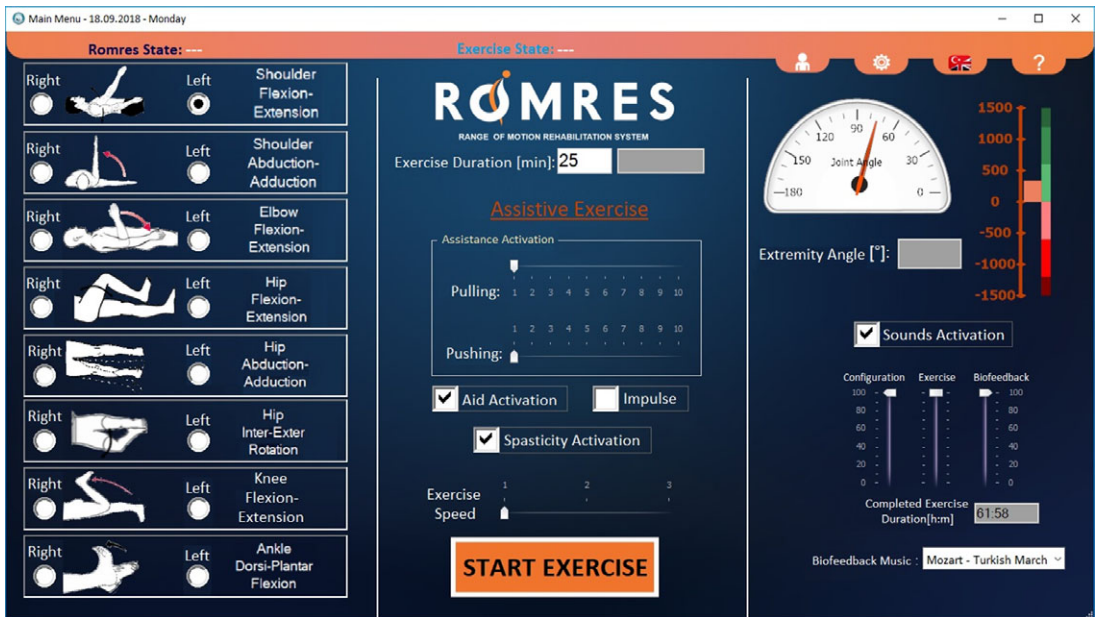 Main Menu - 18.09.2018 - Monday
Romres State: ---
Exercise State: ---
?
Right
Left
Shoulder
Flexion-
Extension
Right
Left
Shoulder
Abduction-
Adduction
Right
Left
Elbow
Flexion-
Extension
Right
Left
Hip
Flexion-
Extension
Right
Left
Hip
Abduction-
Adduction
Right
Left
Hip
Inter-Exter
Rotation
Right
Left
Knee
Flexion-
Extension
Right
Left
Ankle
Dorsi-Plantar
Flexion
ROMRES
RANGE OF MOTION REHABILITATION SYSTEM
Exercise Duration [min]: 25
Assistive Exercise
Assistance Activation
Pulling: 1 2 3 4 5 6 7 8 9 10
1 2 3 4 5 6 7 8 9 10
Pushing:
Aid Activation
Impulse
Spasticity Activation
1 2 3
Exercise
Speed
START EXERCISE
180 150 120 90 60 30 0
Joint Angle
Extremity Angle [°]:
1500
1000
500
0
-500
-1000
-1500
Sounds Activation
Configuration Exercise Biofeedback
100 100
80 80
60 60
40 40
20 20
0 0
Completed Exercise
Duration[h:m] 61:58
Biofeedback Music : Mozart - Turkish March